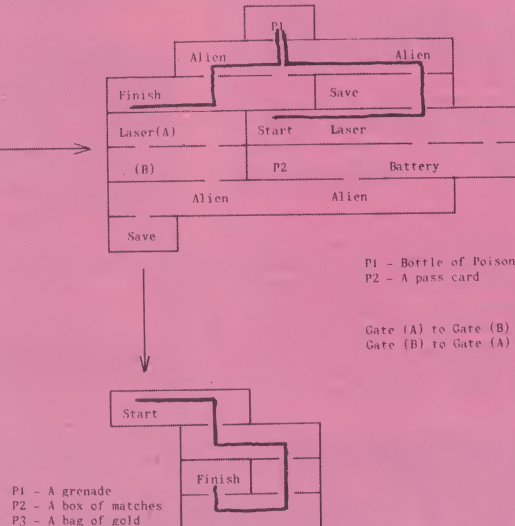 P1
Alien Alien
Finish Save
Laser(A) Start Laser
(B) P2 Battery
Alien Alien
Save
P1 - Bottle of Poison
P2 - A pass card
Gate (A) to Gate (B)
Gate (B) to Gate (A)
Start
Finish
P1 - A grenade
P2 - A box of matches
P3 - A bag of gold